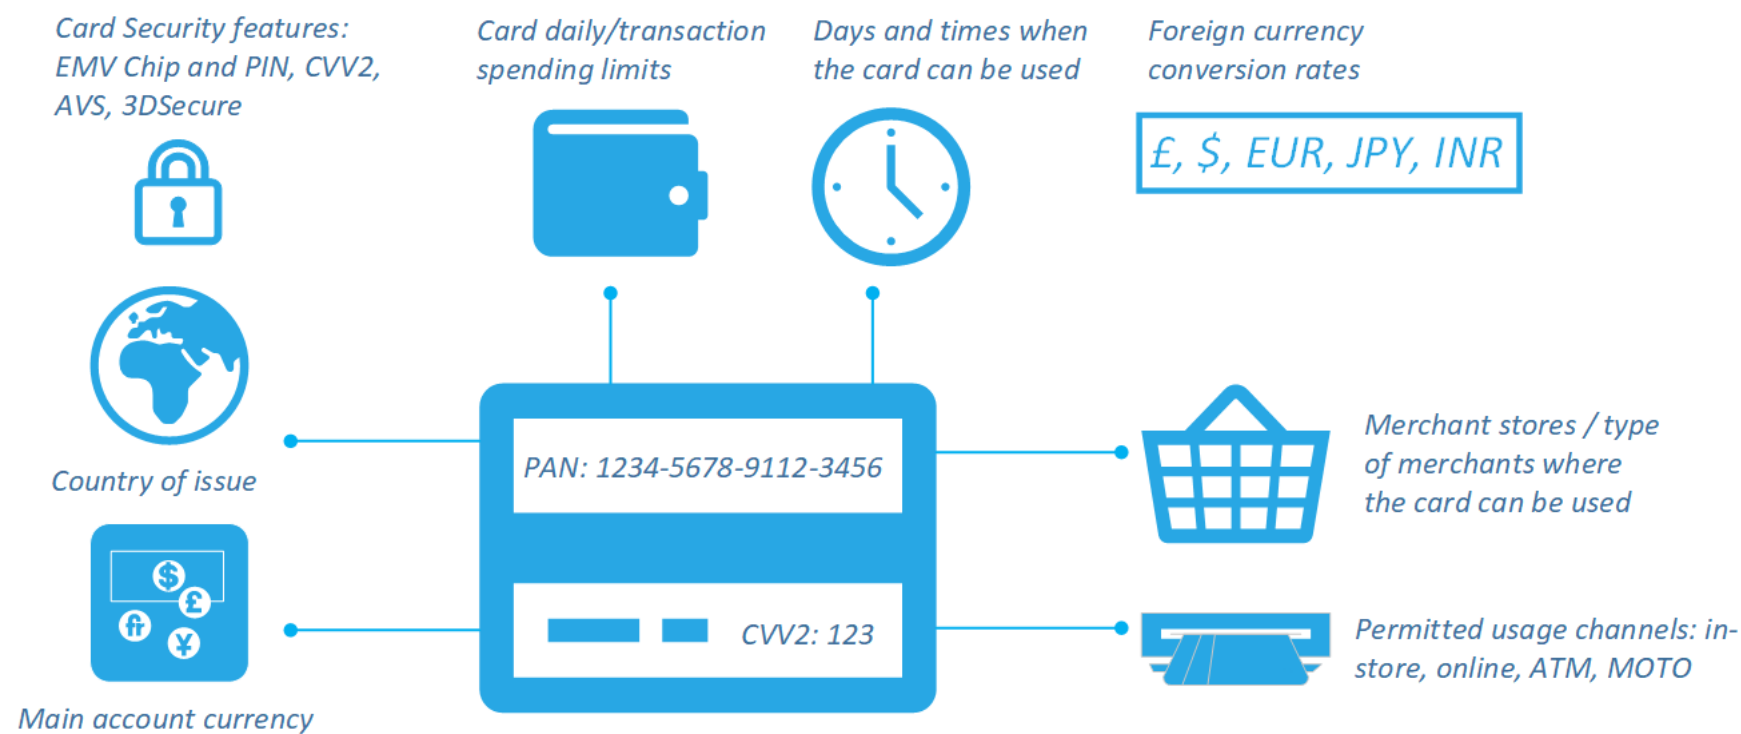 Card Security features:
EMV Chip and PIN, CVV2,
AVS, 3DSecure
Card daily/transaction
spending limits
Days and times when
the card can be used
Foreign currency
conversion rates
£, $, EUR, JPY, INR
Country of issue
PAN: 1234-5678-9112-3456
Merchant stores / type
of merchants where
the card can be used
$
£
fr
¥
CVV2: 123
Permitted usage channels: in-
store, online, ATM, MOTO
Main account currency